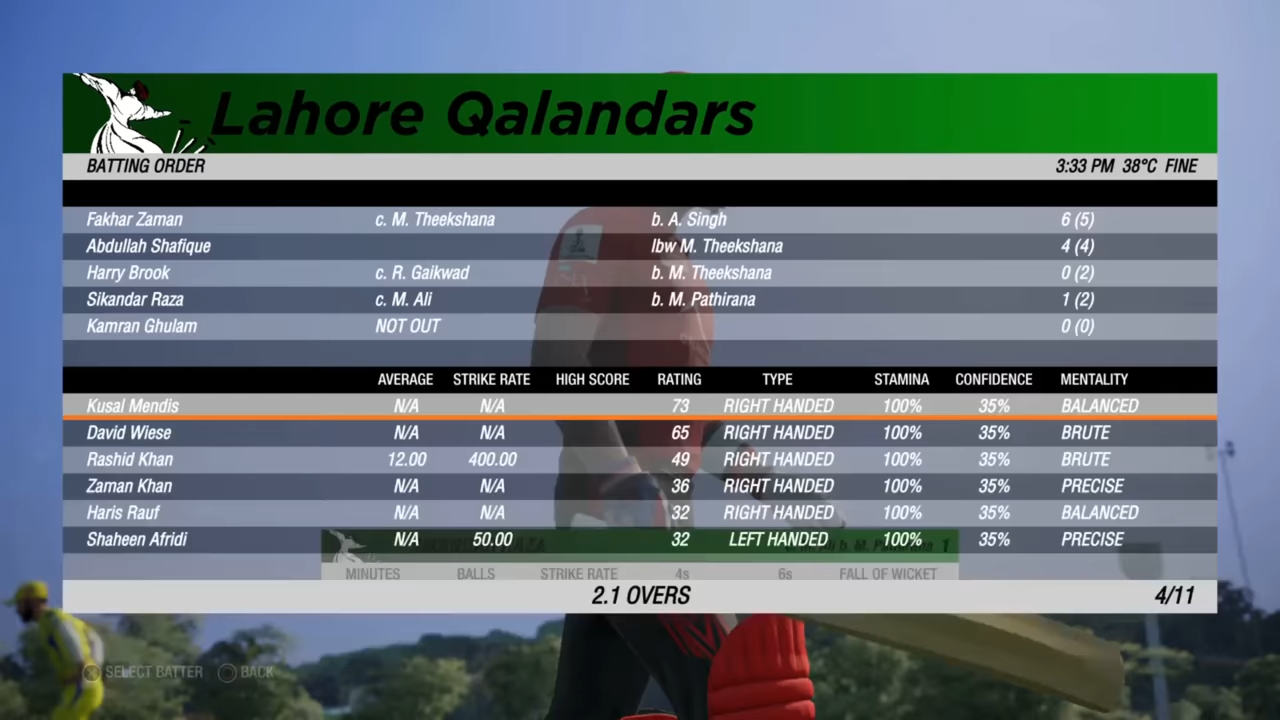 Lahore Qalandars
BATTING ORDER 3:33 PM 38°C FINE
Fakhar Zaman c. M. Theekshana b. A. Singh 6 (5)
Abdullah Shafique lbw M. Theekshana 4 (4)
Harry Brook c. R. Gaikwad b. M. Theekshana 0 (2)
Sikandar Raza c. M. Ali b. M. Pathirana 1 (2)
Kamran Ghulam NOT OUT 0 (0)
AVERAGE STRIKE RATE HIGH SCORE RATING TYPE STAMINA CONFIDENCE MENTALITY
Kusal Mendis N/A N/A 73 RIGHT HANDED 100% 35% BALANCED
David Wiese N/A N/A 65 RIGHT HANDED 100% 35% BRUTE
Rashid Khan 12.00 400.00 49 RIGHT HANDED 100% 35% BRUTE
Zaman Khan N/A N/A 36 RIGHT HANDED 100% 35% PRECISE
Haris Rauf N/A N/A 32 RIGHT HANDED 100% 35% BALANCED
Shaheen Afridi N/A 50.00 32 LEFT HANDED 100% 35% PRECISE
b. M. Pathirana 1
MINUTES BALLS STRIKE RATE 4s 6s FALL OF WICKET
2.1 OVERS 4/11
SELECT BATTER BACK